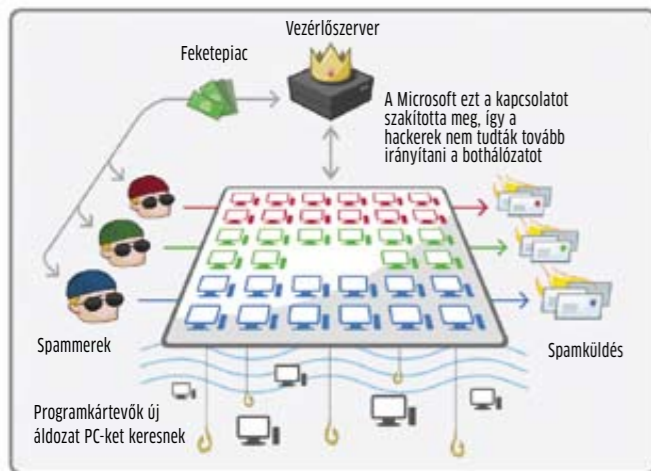 Vezérlőszerver
Feketepiac
A Microsoft ezt a kapcsolatot
szakította meg, így a
hackerek nem tudták tovább
irányítani a bothálózatot
Spammerek
Spamküldés
Programkártevők új
áldozat PC-ket keresnek